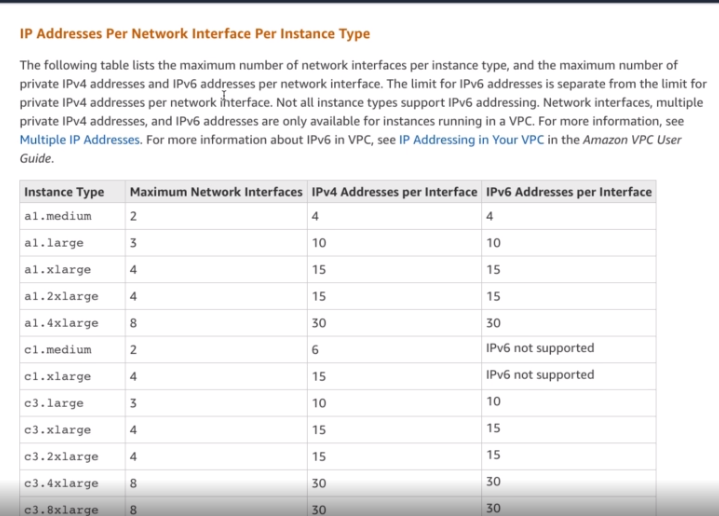 IP Addresses Per Network Interface Per Instance Type
The following table lists the maximum number of network interfaces per instance type, and the maximum number of
private IPv4 addresses and IPv6 addresses per network interface. The limit for IPv6 addresses is separate from the limit for
private IPv4 addresses per network interface. Not all instance types support IPv6 addressing. Network interfaces, multiple
private IPv4 addresses, and IPv6 addresses are only available for instances running in a VPC. For more information, see
Multiple IP Addresses. For more information about IPv6 in VPC, see IP Addressing in Your VPC in the Amazon VPC User
Guide.
Instance Type Maximum Network Interfaces IPv4 Addresses per Interface IPv6 Addresses per Interface
a1.medium 2 4 4
a1.large 3 10 10
a1.xlarge 4 15 15
a1.2xlarge 4 15 15
a1.4xlarge 8 30 30
c1.medium 2 6 IPv6 not supported
c1.xlarge 4 15 IPv6 not supported
c3.large 3 10 10
c3.xlarge 4 15 15
c3.2xlarge 4 15 15
c3.4xlarge 8 30 30
c3.8xlarge 8 30 30